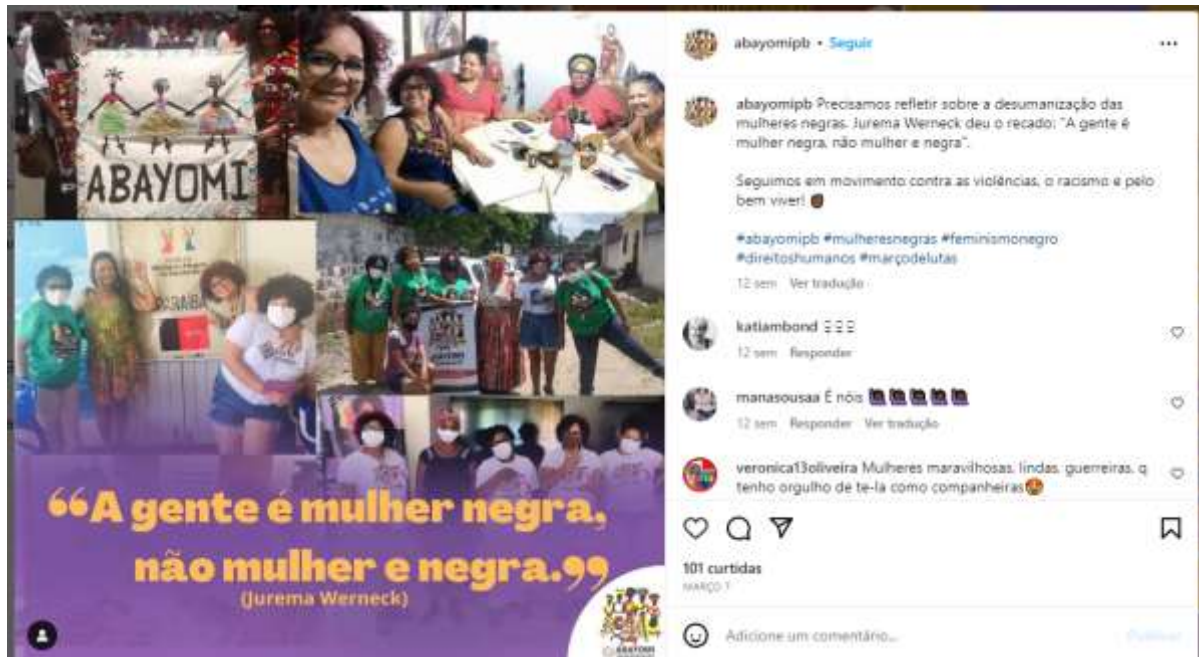 ABAYOMI
PARAIBA
ABAYOMI
“A gente é mulher negra,
não mulher e negra.”
(Jurema Werneck)
ABAYOMI
abayomipb • Seguir
abayomipb Precisamos refletir sobre a desumanização das
mulheres negras. Jurema Werneck deu o recado: "A gente é
mulher negra, não mulher e negra".
Seguimos em movimento contra as violências, o racismo e pelo
bem viver!
#abayomipb #mulheresnegras #feminismonegro
#direitoshumanos #marçodelutas
12 sem Ver tradução
katiambond
12 sem Responder
manasousaa É nóis
12 sem Responder Ver tradução
veronica13oliveira Mulheres maravilhosas, lindas, guerreiras, q
tenho orgulho de te-la como companheiras
101 curtidas
MARÇO 7
Adicione um comentário...
Publicar